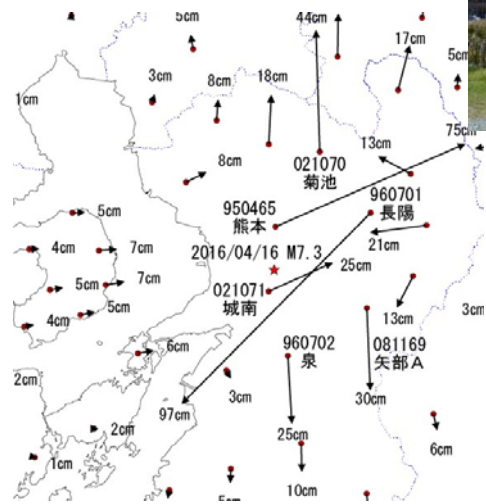 5cm
44cm
17cm
5cm
3cm
8cm
18cm
1cm
75cm
13cm
8cm
021070
菊池
960701
長陽
950465
熊本
5cm
21cm
4cm
7cm
2016/04/16 M7.3
25cm
7cm
5cm
021071
城南
3cm
13cm
5cm
4cm
960702
泉
081169
矢部A
6cm
2cm
3cm
30cm
97cm
2cm
25cm
6cm
1cm
10cm
5cm